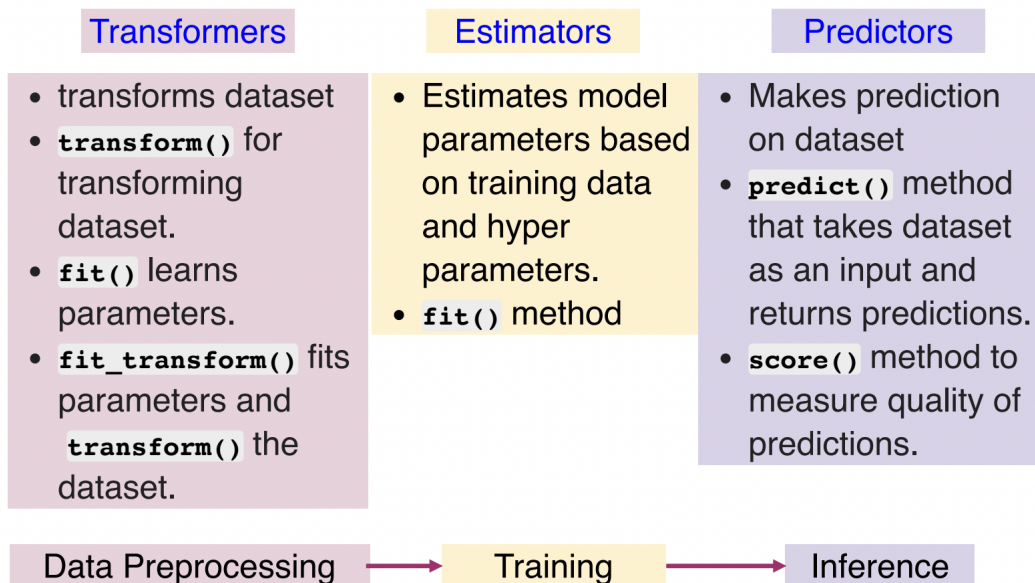 Transformers
• transforms dataset
• transform() for
transforming
dataset.
• fit() learns
parameters.
• fit_transform() fits
parameters and
transform() the
dataset.
Estimators
• Estimates model
parameters based
on training data
and hyper
parameters.
• fit() method
Predictors
• Makes prediction
on dataset
• predict() method
that takes dataset
as an input and
returns predictions.
• score() method to
measure quality of
predictions.
Data Preprocessing
Training
Inference